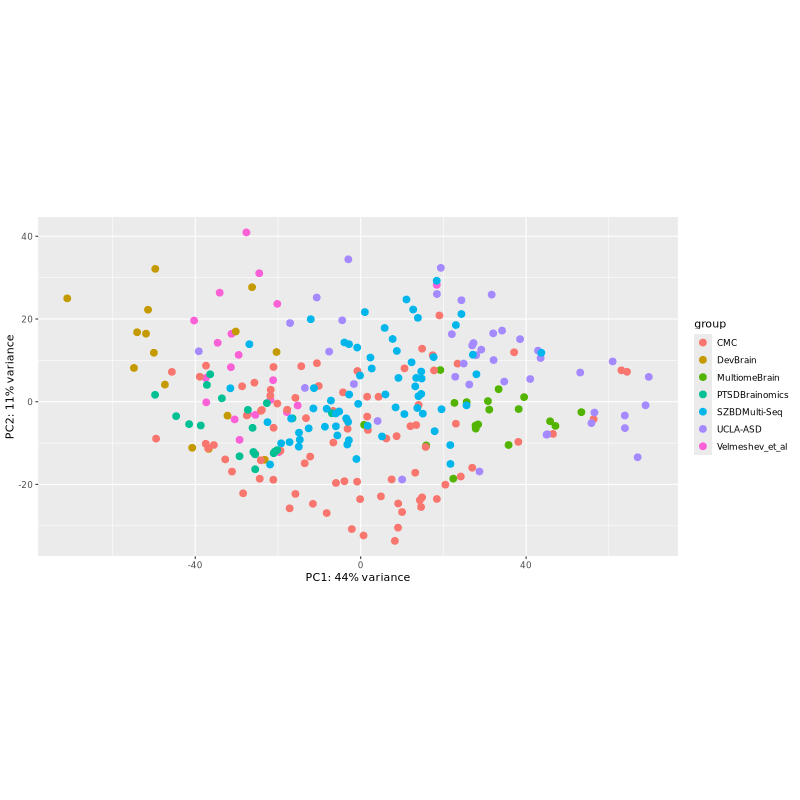 40
20
0
-20
-40
0
40
PC1: 44% variance
PC2: 11% variance
group
CMC
DevBrain
MultiomeBrain
PTSDBrainomics
SZBDMulti-Seq
UCLA-ASD
Velmeshev_et_al